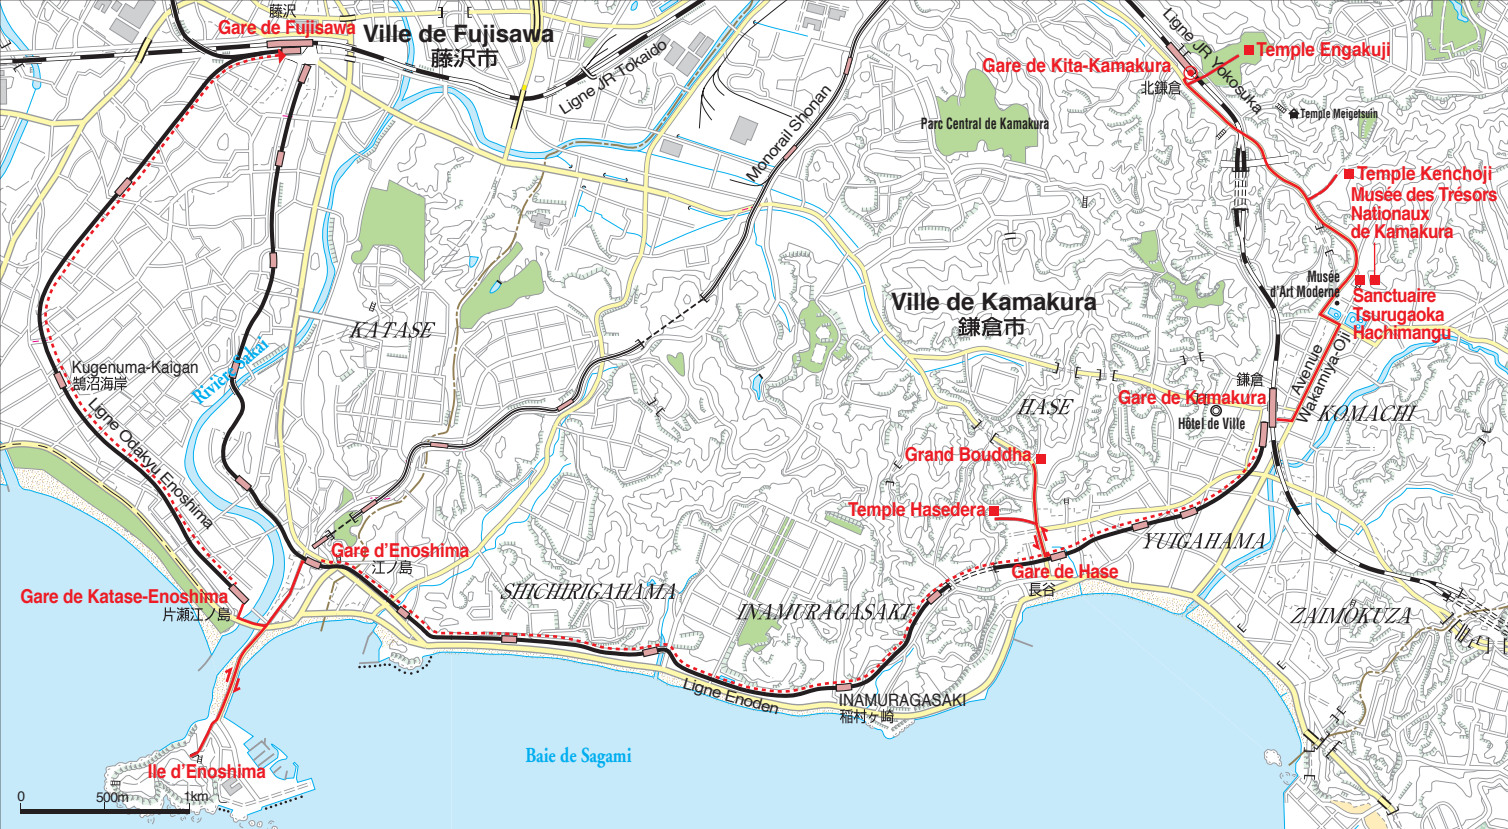 藤沢
Gare de Fujisawa
Ville de Fujisawa
藤沢市
Ligne JR Tokaido
Monorail Shonan
Ligne JR Yokosuka
Temple Engakuji
Gare de Kita-Kamakura
北鎌倉
Temple Meigetsuin
Parc Central de Kamakura
Temple Kenchoji
Musée des Trésors
Nationaux
de Kamakura
Musée
d'Art Moderne
Sanctuaire
Tsurugaoka
Hachimangu
Ville de Kamakura
鎌倉市
KATASE
Rivière Sakai
Kugenuma-Kaigan
鵠沼海岸
Ligne Odakyu Enoshima
Avenue
Wakamiya-Oji
鎌倉
Gare de Kamakura
Hôtel de Ville
KOMACHI
HASE
Grand Bouddha
Temple Hasedera
YUIGAHAMA
Gare d'Enoshima
江ノ島
Gare de Hase
長谷
Gare de Katase-Enoshima
片瀬江ノ島
SHICHIRIGAHAMA
INAMURAGASAKI
ZAIMOKUZA
Ligne Enoden
INAMURAGASAKI
稲村ヶ崎
Baie de Sagami
Ile d'Enoshima
0
500m
1km